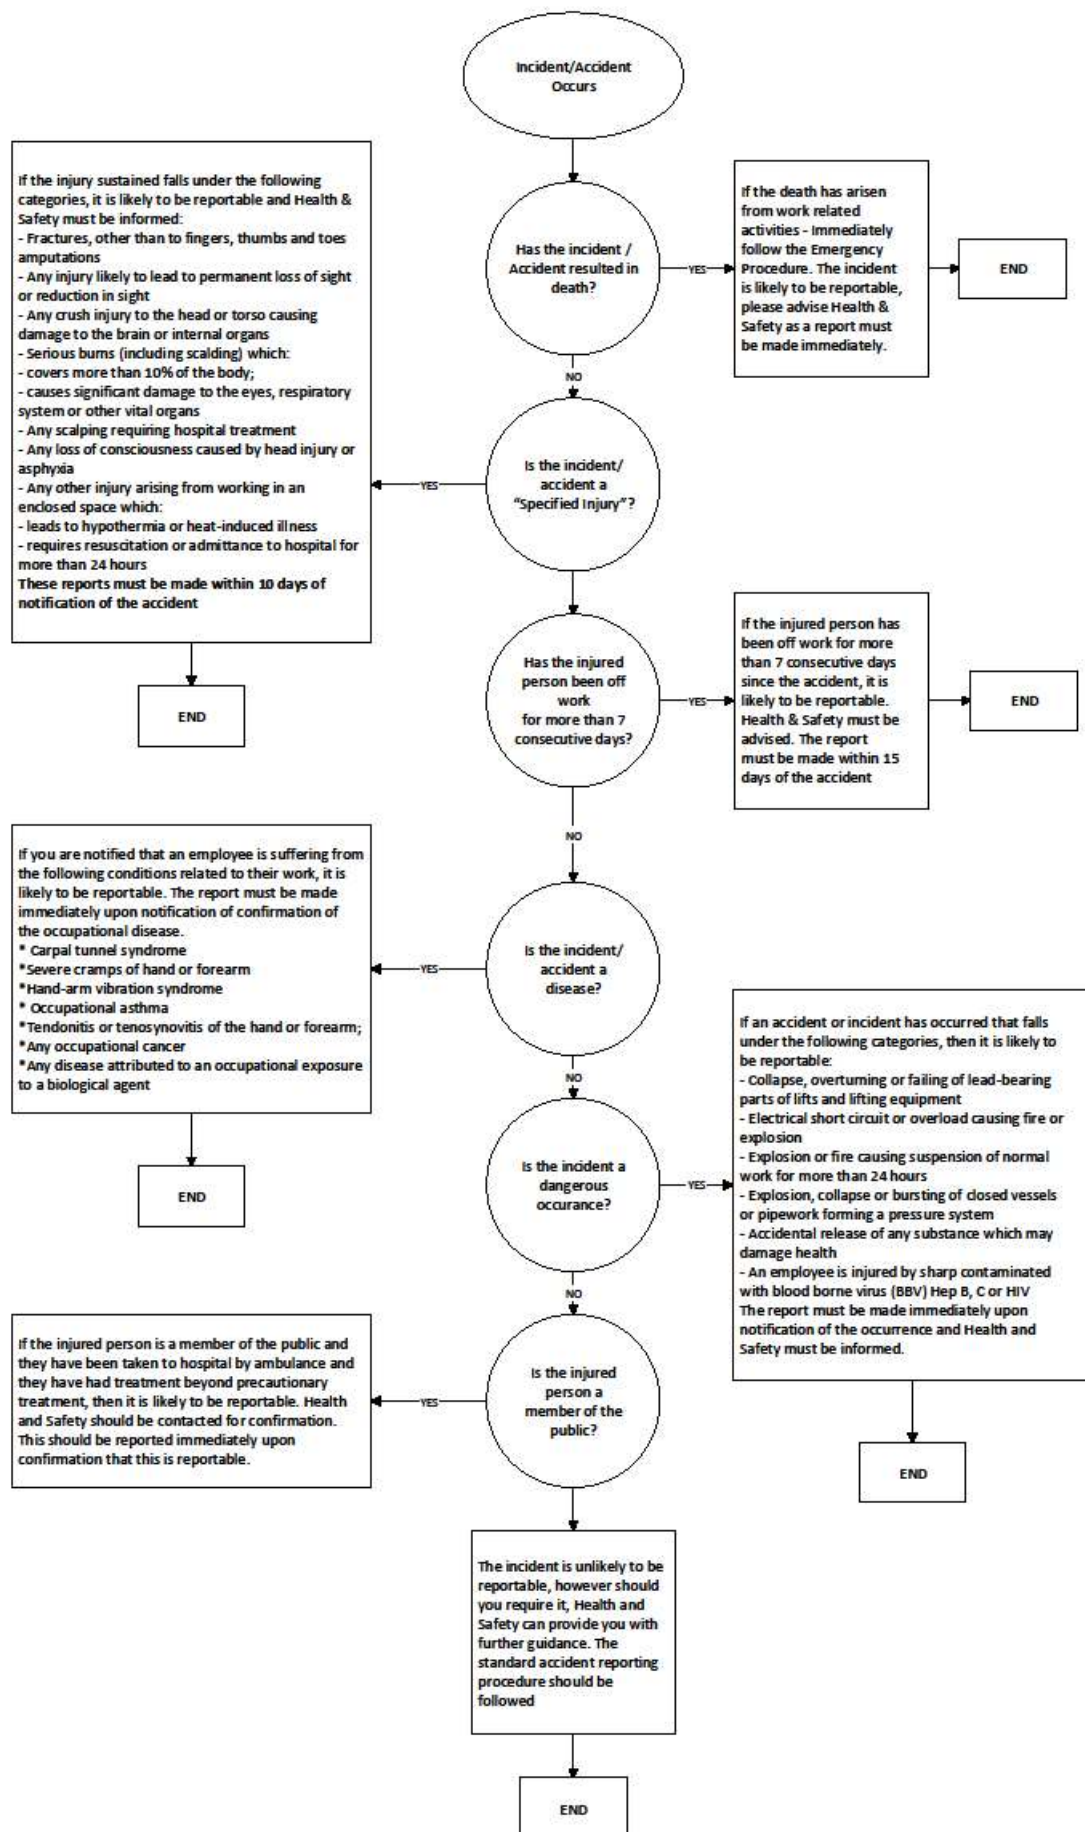 Incident/Accident
Occurs
Has the incident /
Accident resulted in
death?
YES
If the death has arisen
from work related
activities - Immediately
follow the Emergency
Procedure. The incident
is likely to be reportable,
please advise Health &
Safety as a report must
be made immediately.
END
NO
Is the incident/
accident a
“Specified Injury”?
YES
If the injury sustained falls under the following
categories, it is likely to be reportable and Health &
Safety must be informed:
- Fractures, other than to fingers, thumbs and toes
amputations
- Any injury likely to lead to permanent loss of sight
or reduction in sight
- Any crush injury to the head or torso causing
damage to the brain or internal organs
- Serious burns (including scalding) which:
- covers more than 10% of the body;
- causes significant damage to the eyes, respiratory
system or other vital organs
- Any scalping requiring hospital treatment
- Any loss of consciousness caused by head injury or
asphyxia
- Any other injury arising from working in an
enclosed space which:
- leads to hypothermia or heat-induced illness
- requires resuscitation or admittance to hospital for
more than 24 hours
These reports must be made within 10 days of
notification of the accident
END
Has the injured
person been off
work
for more than 7
consecutive days?
YES
If the injured person has
been off work for more
than 7 consecutive days
since the accident, it is
likely to be reportable.
Health & Safety must be
advised. The report
must be made within 15
days of the accident
END
NO
Is the incident/
accident a
disease?
YES
If you are notified that an employee is suffering from
the following conditions related to their work, it is
likely to be reportable. The report must be made
immediately upon notification of confirmation of
the occupational disease.
* Carpal tunnel syndrome
*Severe cramps of hand or forearm
*Hand-arm vibration syndrome
* Occupational asthma
*Tendonitis or tenosynovitis of the hand or forearm;
*Any occupational cancer
*Any disease attributed to an occupational exposure
to a biological agent
END
NO
Is the incident a
dangerous
occurance?
YES
If an accident or incident has occurred that falls
under the following categories, then it is likely to
be reportable:
- Collapse, overturning or failing of lead-bearing
parts of lifts and lifting equipment
- Electrical short circuit or overload causing fire or
explosion
- Explosion or fire causing suspension of normal
work for more than 24 hours
- Explosion, collapse or bursting of closed vessels
or pipework forming a pressure system
- Accidental release of any substance which may
damage health
- An employee is injured by sharp contaminated
with blood borne virus (BBV) Hep B, C or HIV
The report must be made immediately upon
notification of the occurrence and Health and
Safety must be informed.
END
NO
Is the injured
person a
member of the
public?
YES
If the injured person is a member of the public and
they have been taken to hospital by ambulance and
they have had treatment beyond precautionary
treatment, then it is likely to be reportable. Health
and Safety should be contacted for confirmation.
This should be reported immediately upon
confirmation that this is reportable.
The incident is unlikely to be
reportable, however should
you require it, Health and
Safety can provide you with
further guidance. The
standard accident reporting
procedure should be
followed
END